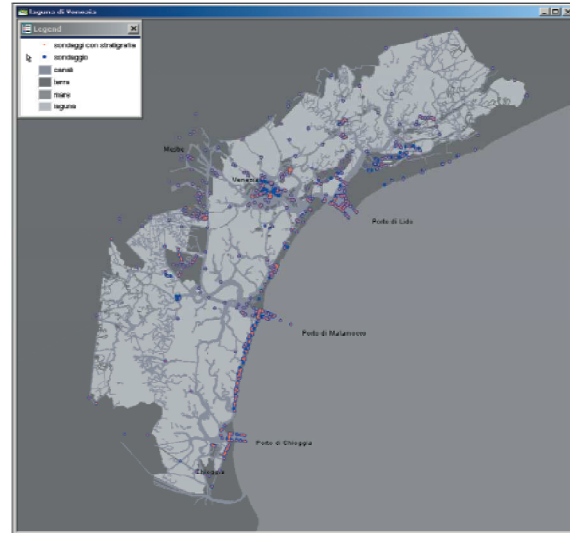 Laguna di Venezia
Legend
sondaggi con stratigrafia
sondaggio
canali
terra
mare
laguna
Mestre
Venezia
Porto di Lido
Porto di Malamocco
Porto di Chioggia
Chioggia